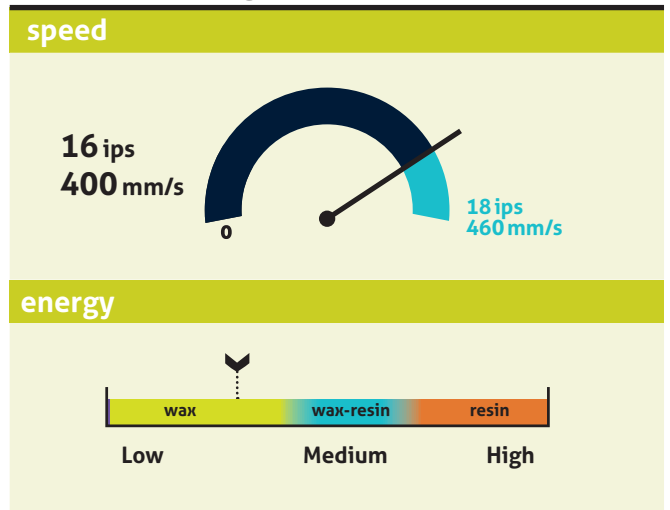 speed
16 ips
400 mm/s
0
18 ips
460 mm/s
energy
wax wax-resin resin
Low Medium High